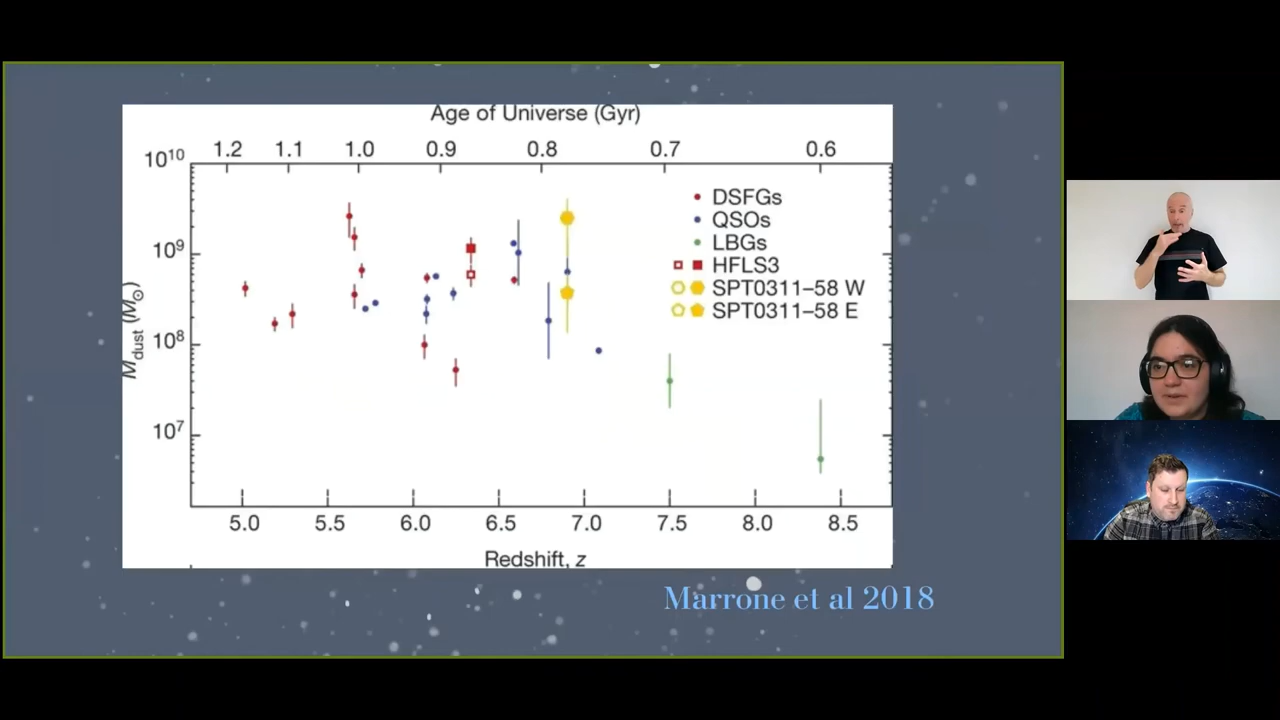 Age of Universe (Gyr)
1.2 1.1 1.0 0.9 0.8 0.7 0.6
10¹⁰
10⁹
10⁸
10⁷
M_dust (M_⊙)
DSFGs
QSOs
LBGs
HFLS3
SPT0311–58 W
SPT0311–58 E
5.0 5.5 6.0 6.5 7.0 7.5 8.0 8.5
Redshift, z
Marrone et al 2018